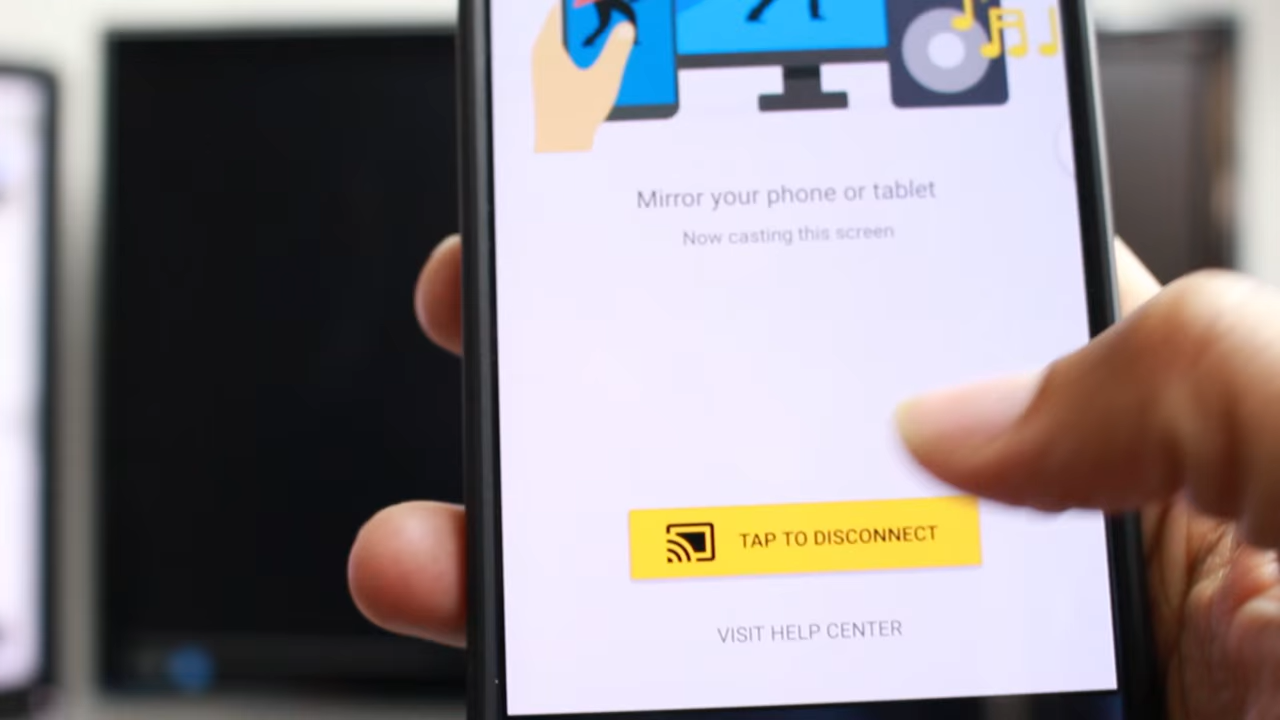 Mirror your phone or tablet
Now casting this screen
TAP TO DISCONNECT
VISIT HELP CENTER